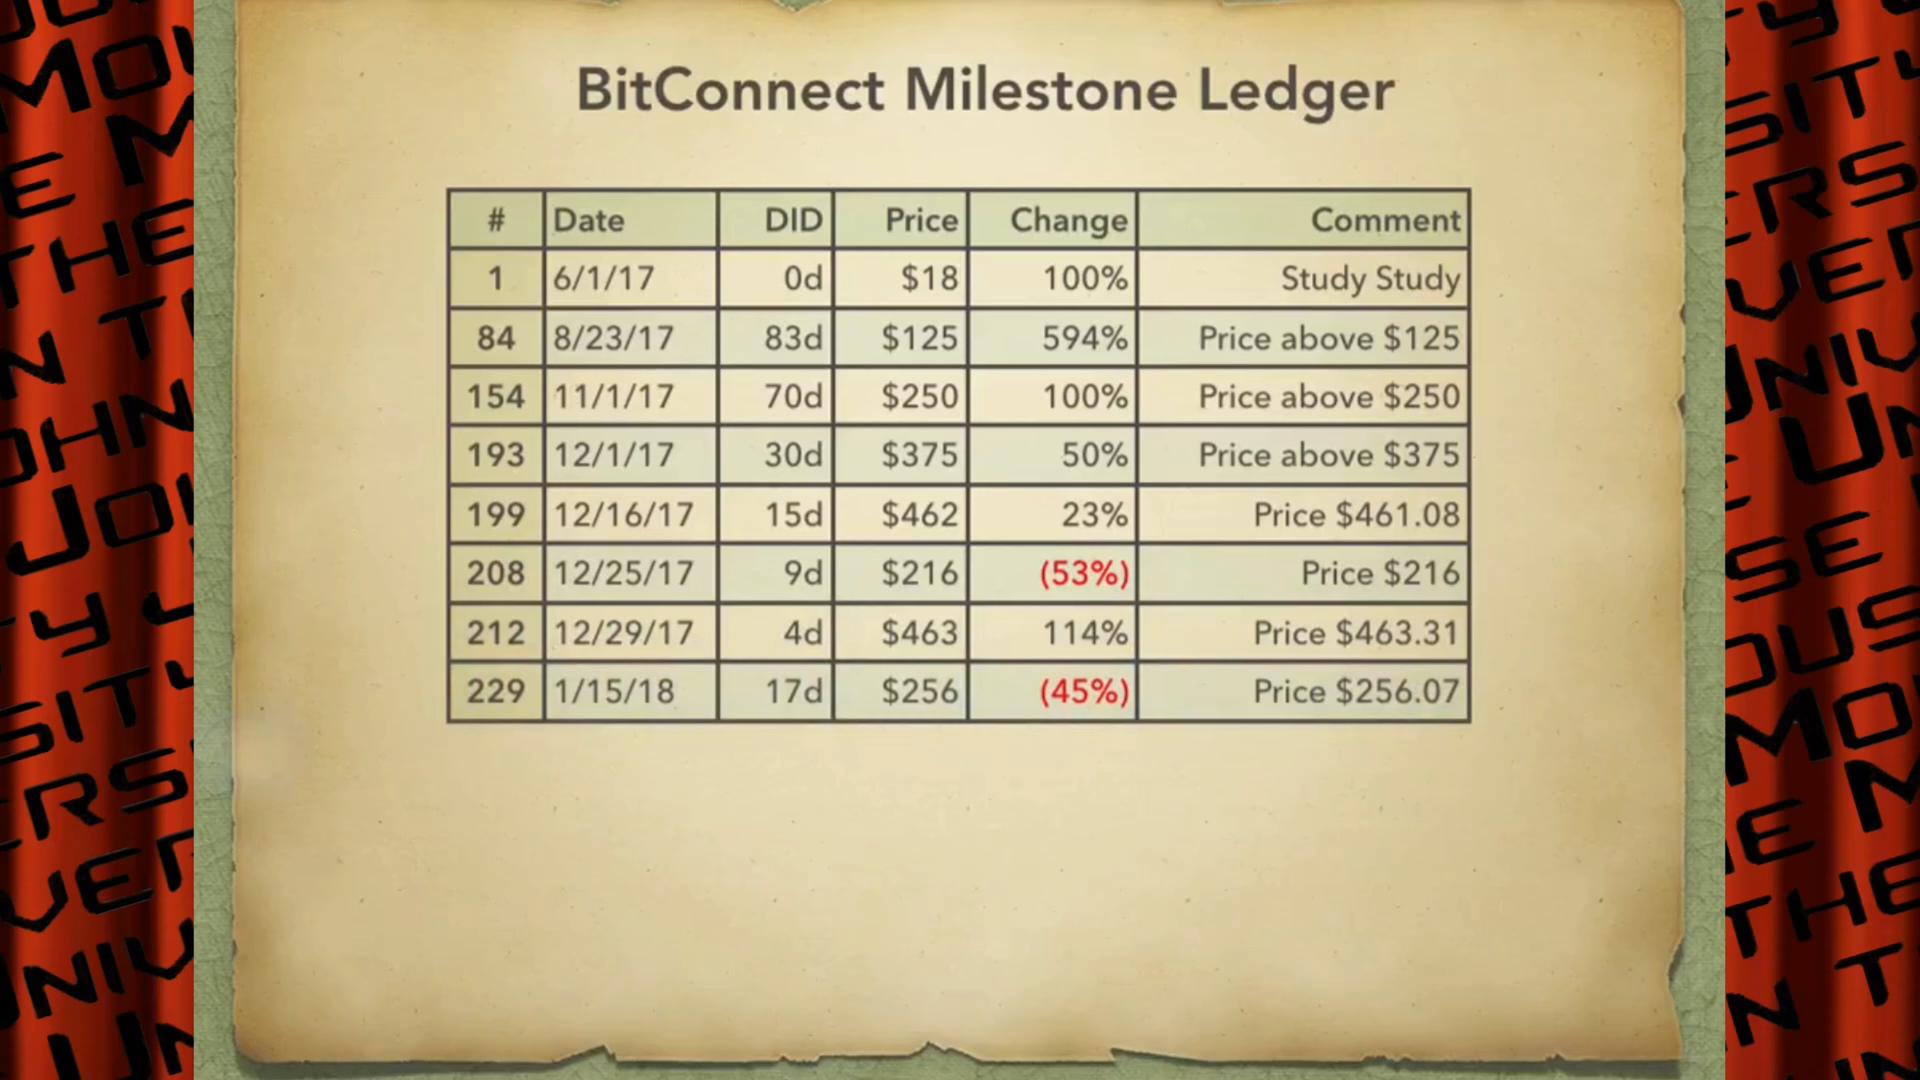 BitConnect Milestone Ledger
# Date DID Price Change Comment
1 6/1/17 0d $18 100% Study Study
84 8/23/17 83d $125 594% Price above $125
154 11/1/17 70d $250 100% Price above $250
193 12/1/17 30d $375 50% Price above $375
199 12/16/17 15d $462 23% Price $461.08
208 12/25/17 9d $216 (53%) Price $216
212 12/29/17 4d $463 114% Price $463.31
229 1/15/18 17d $256 (45%) Price $256.07